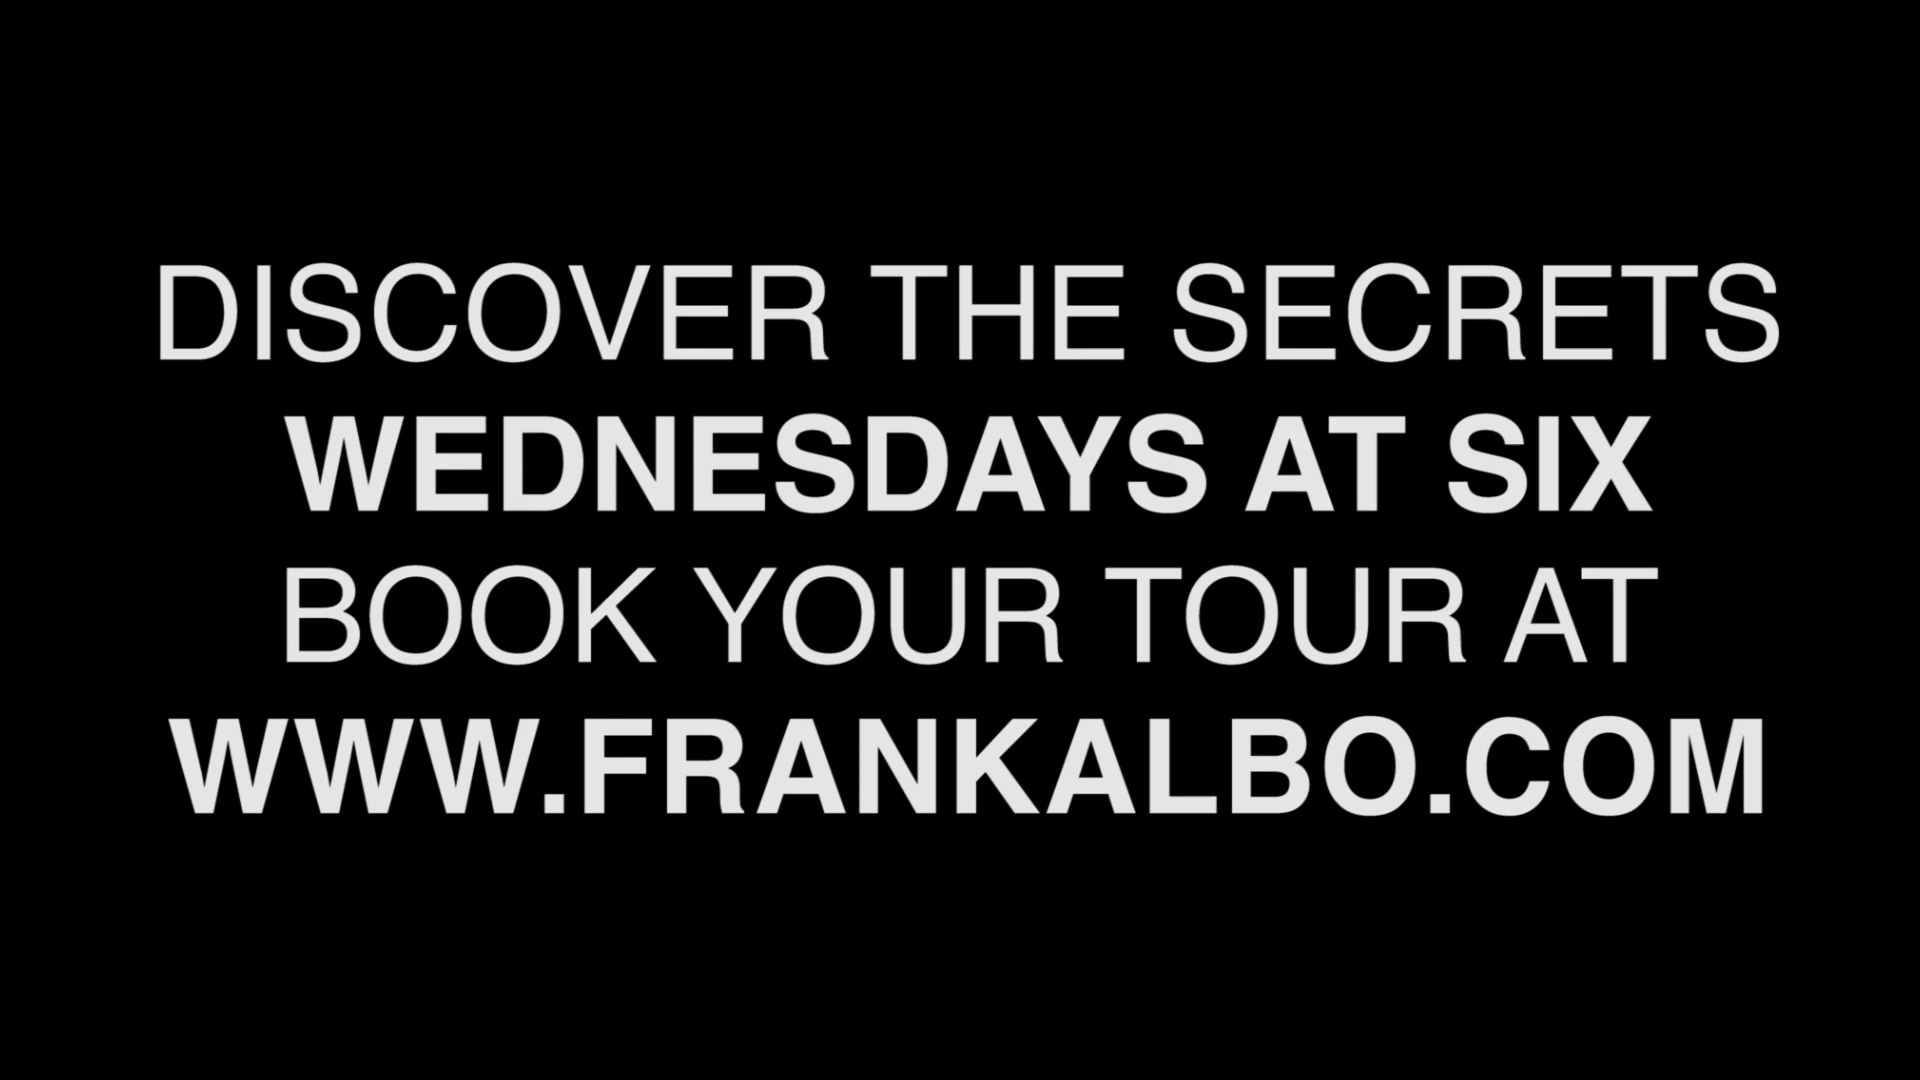 DISCOVER THE SECRETS
WEDNESDAYS AT SIX
BOOK YOUR TOUR AT
WWW.FRANKALBO.COM